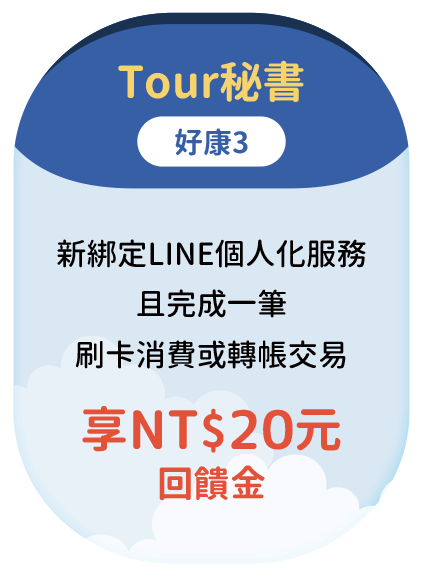 Tour秘書
好康3
新綁定LINE個人化服務
且完成一筆
刷卡消費或轉帳交易
享NT$20元
回饋金